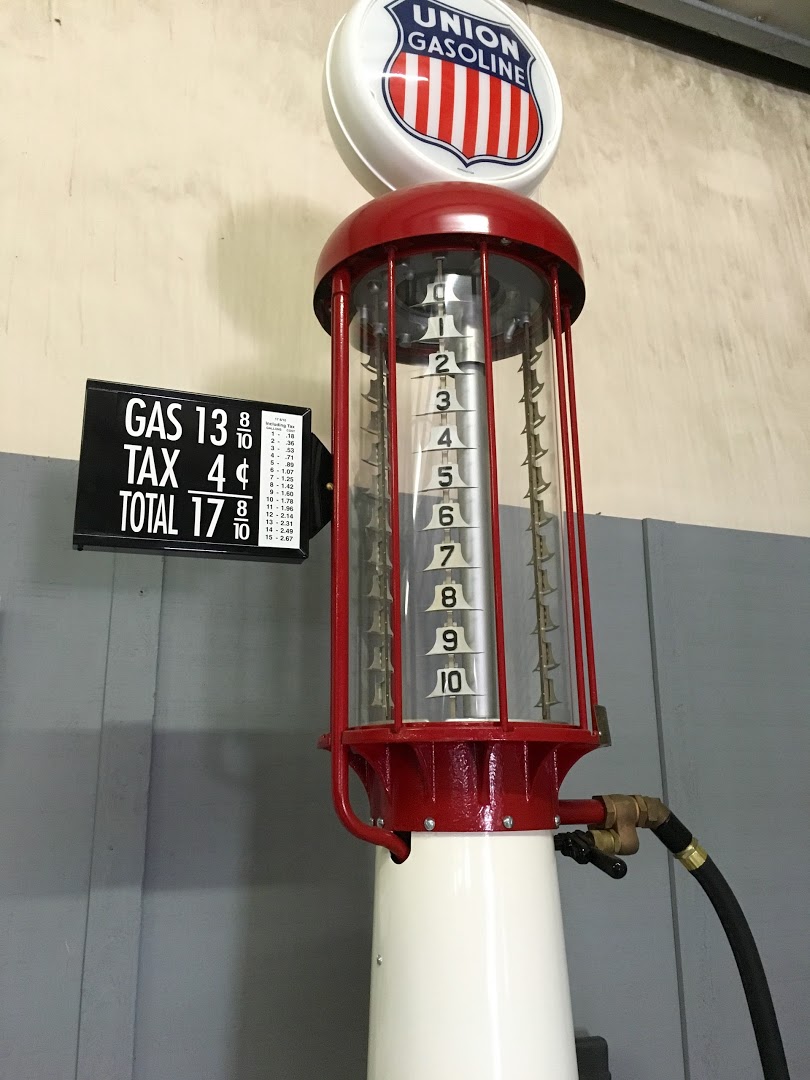 UNION
GASOLINE
0
1
2
3
4
5
6
7
8
9
10
GAS 13 8/10
TAX 4 ¢
TOTAL 17 8/10
Including Tax
1 - .18
2 - .36
3 - .53
4 - .71
5 - .89
6 - 1.07
7 - 1.25
8 - 1.42
9 - 1.60
10 - 1.78
11 - 1.96
12 - 2.14
13 - 2.31
14 - 2.49
15 - 2.67